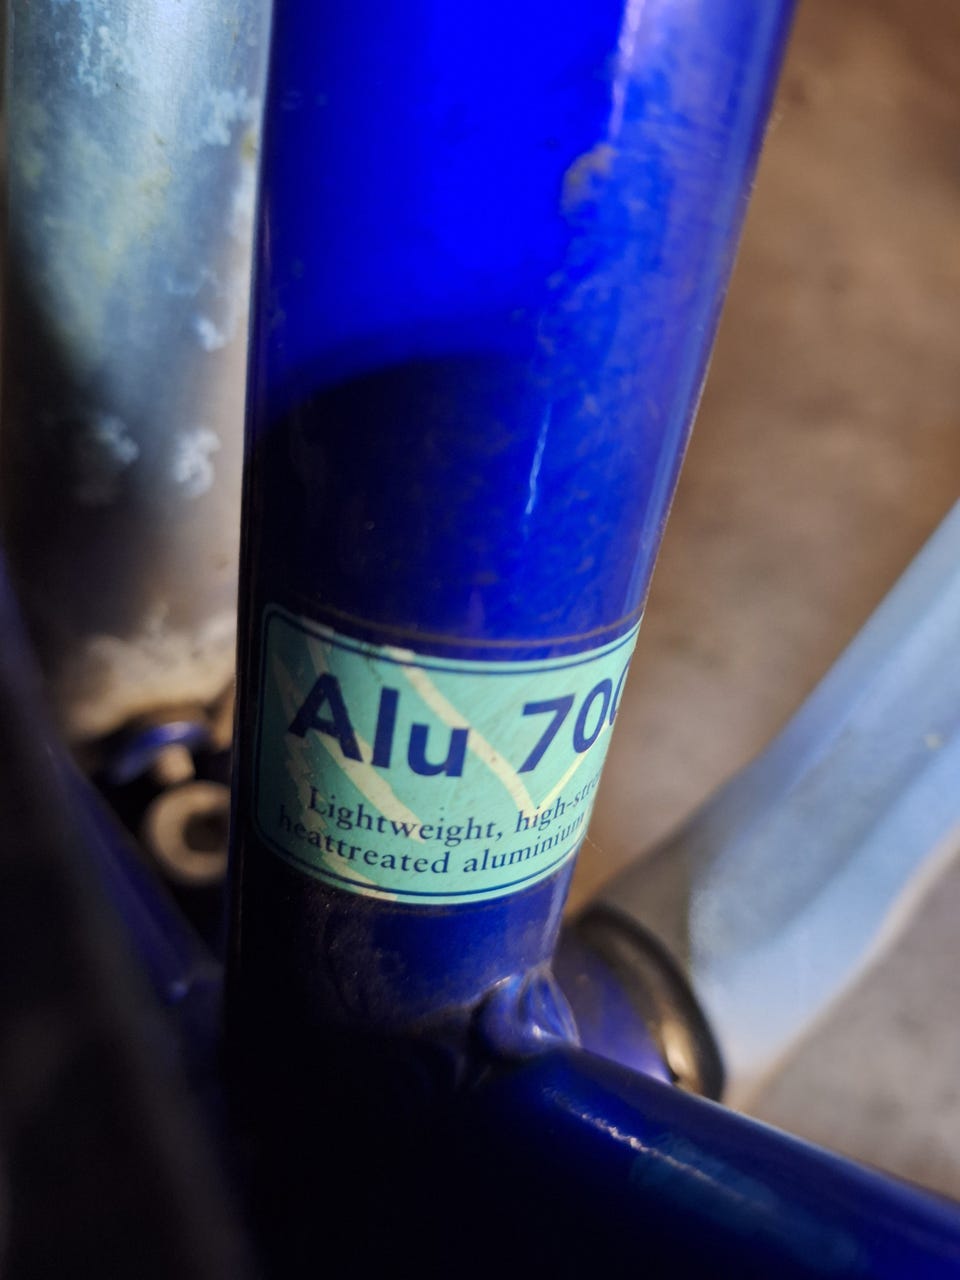 Alu 70
Lightweight,
heattreated aluminium